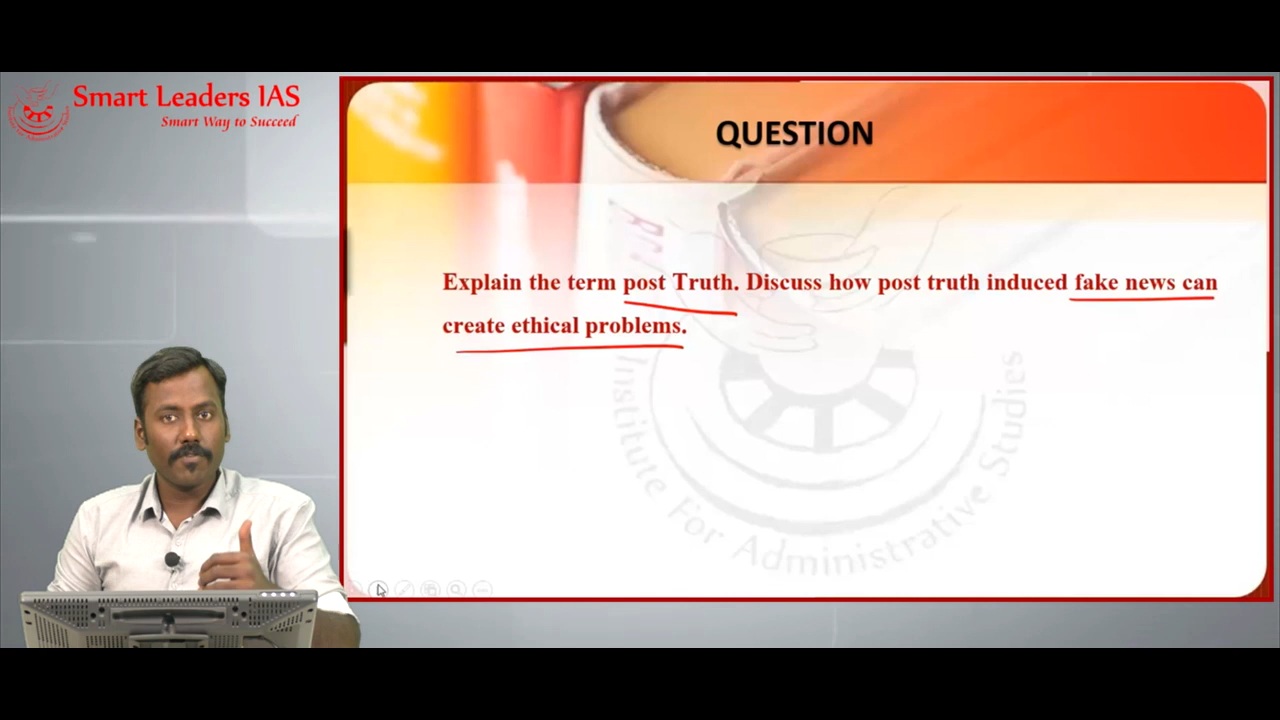 Smart Leaders IAS
Smart Way to Succeed
QUESTION
Explain the term post Truth. Discuss how post truth induced fake news can
create ethical problems.
Institute For Administrative Studies